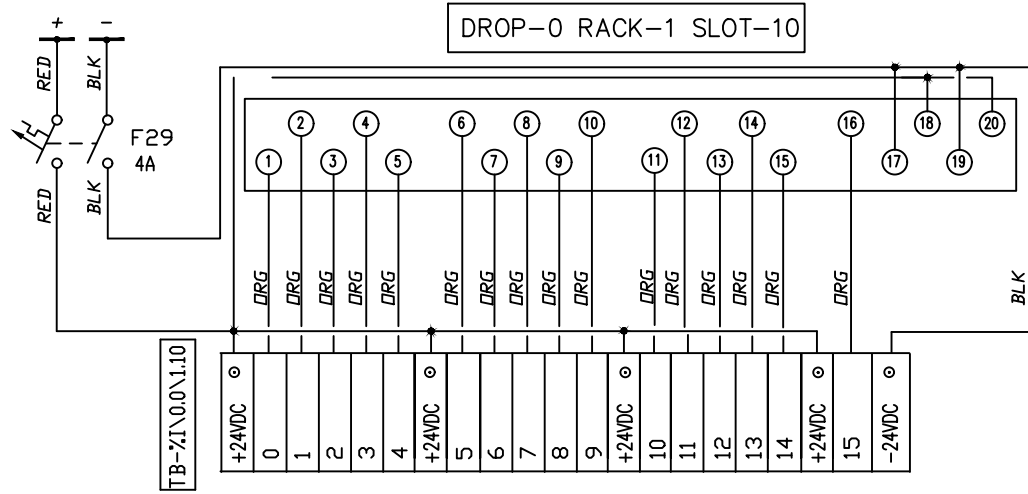 + -
DROP-0 RACK-1 SLOT-10
RED BLK
F29
4A
RED BLK
2 4 6 8 10 12 14 16 18 20
1 3 5 7 9 11 13 15 17 19
ORG ORG ORG ORG ORG ORG ORG ORG ORG ORG ORG ORG ORG ORG ORG ORG BLK
TB-%I\0.0\1.10
+24VDC 0 1 2 3 4 +24VDC 5 6 7 8 9 +24VDC 10 11 12 13 14 +24VDC 15 -24VDC